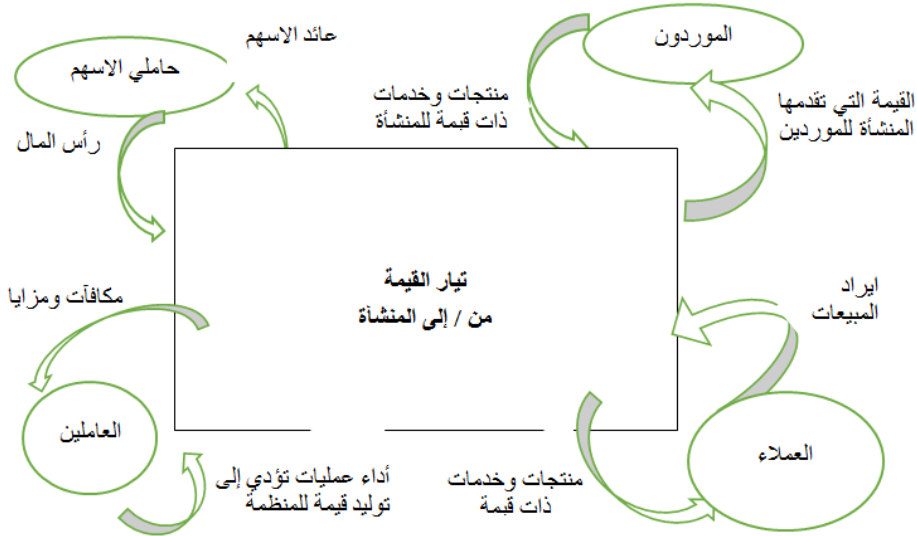 الموردون
عائد الاسهم
حاملي الاسهم
القيمة التي تقدمها
المنشأة للموردين
منتجات وخدمات
ذات قيمة للمنشأة
رأس المال
تيار القيمة
من / إلى المنشأة
ايراد
المبيعات
مكافآت ومزايا
العاملين
العملاء
أداء عمليات تؤدي إلى
توليد قيمة للمنظمة
منتجات وخدمات
ذات قيمة